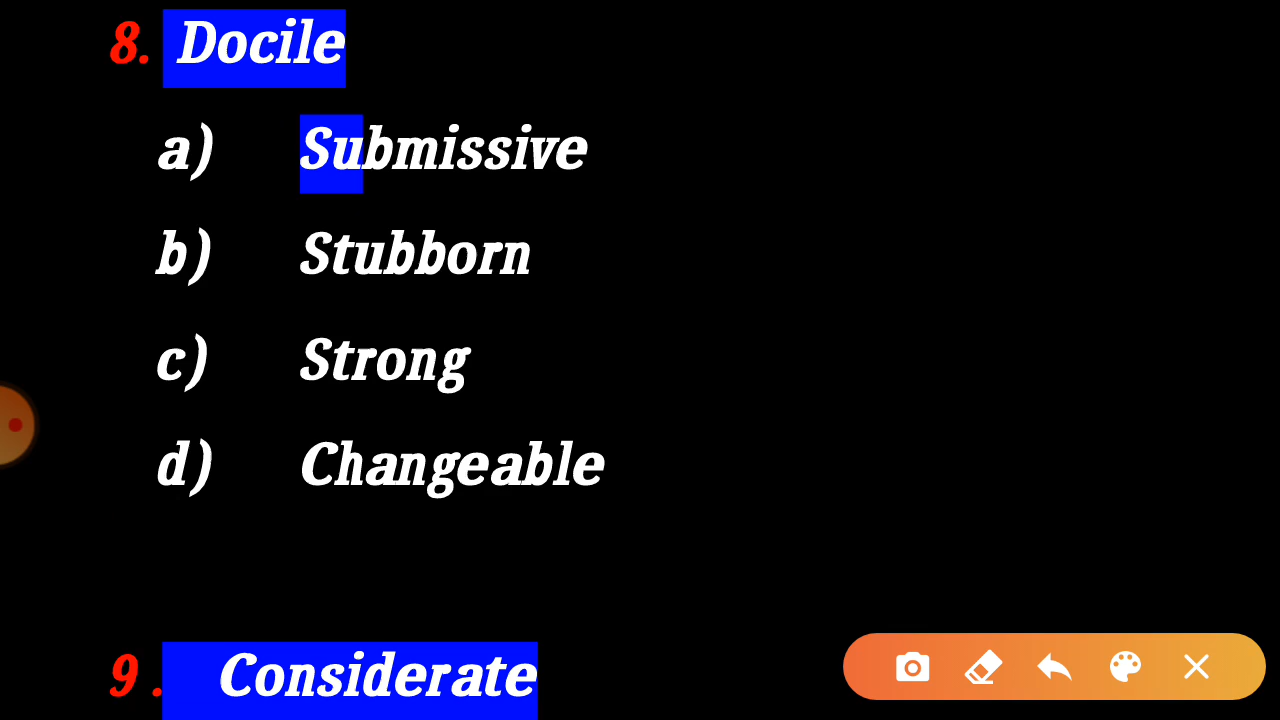 8. Docile
a) Submissive
b) Stubborn
c) Strong
d) Changeable
9 . Considerate